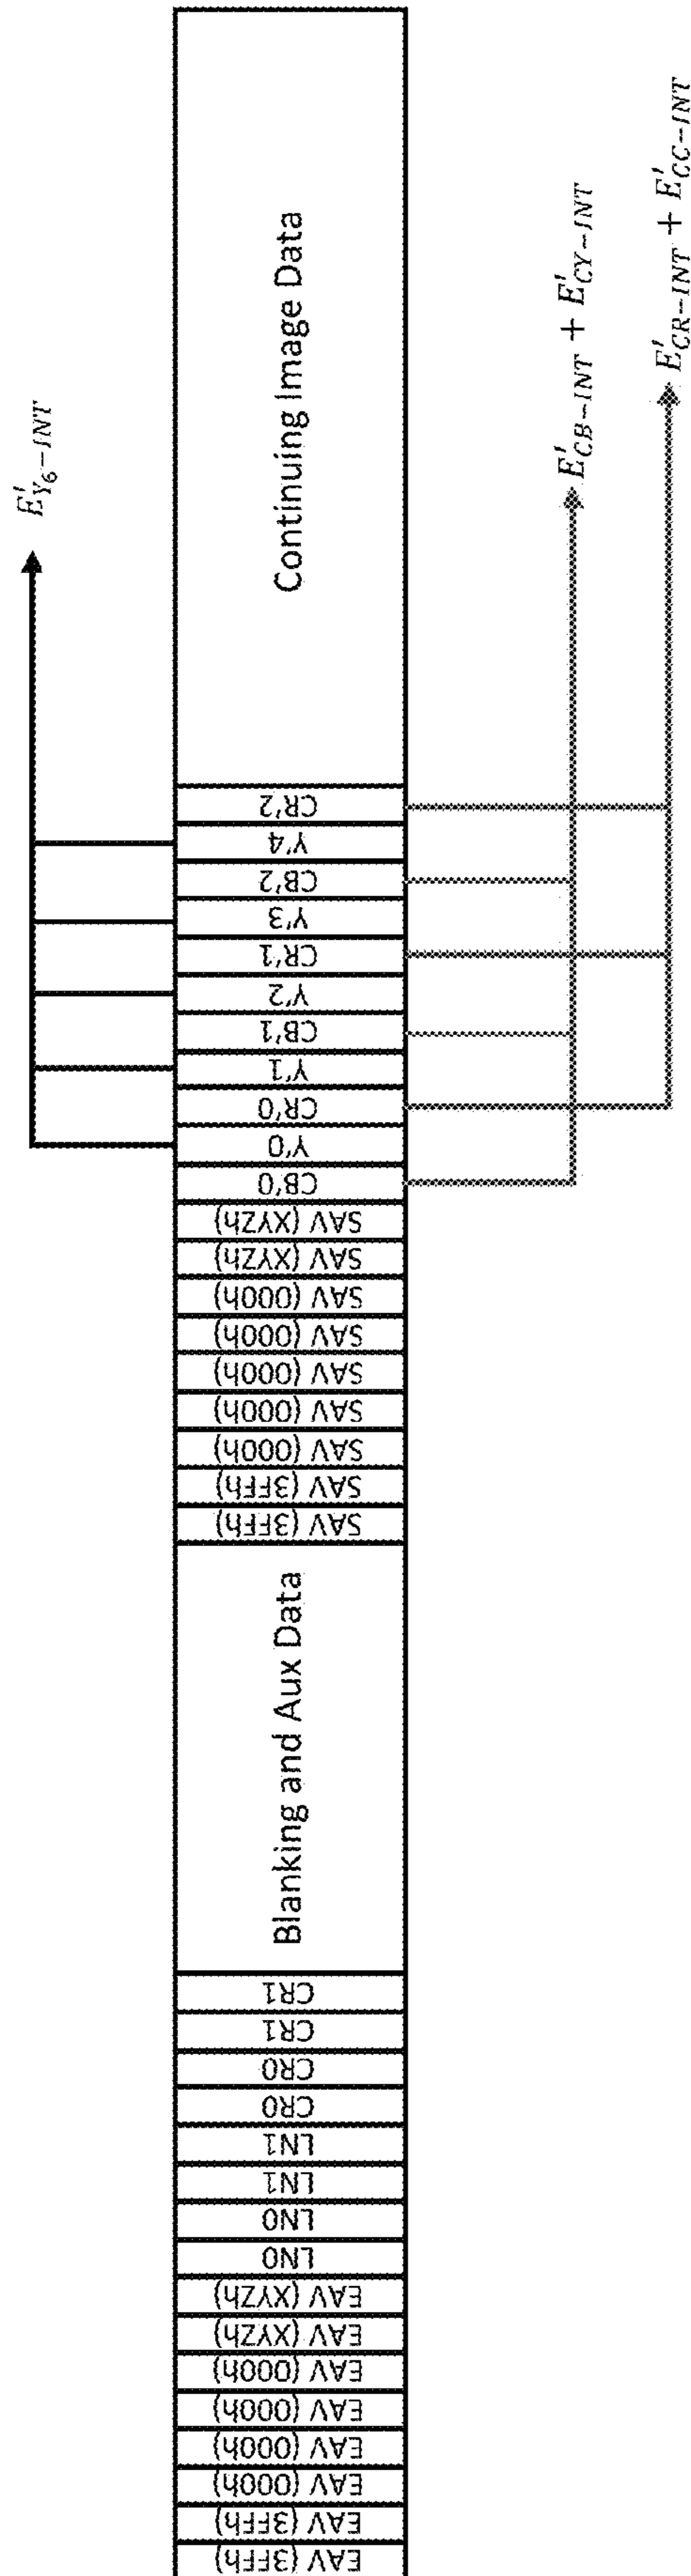 E'Y6-INT
EAV (3FFh)
EAV (3FFh)
EAV (000h)
EAV (000h)
EAV (000h)
EAV (000h)
EAV (XYZh)
EAV (XYZh)
LN0
LN0
LN1
LN1
CR0
CR0
CR1
CR1
Blanking and Aux Data
SAV (3FFh)
SAV (3FFh)
SAV (000h)
SAV (000h)
SAV (000h)
SAV (000h)
SAV (000h)
SAV (XYZh)
SAV (XYZh)
CB'0
Y'0
CR'0
Y'1
CB'1
Y'2
CR'1
Y'3
CB'2
Y'4
CR'2
Continuing Image Data
E'CB-INT + E'CY-INT
E'CR-INT + E'CC-INT